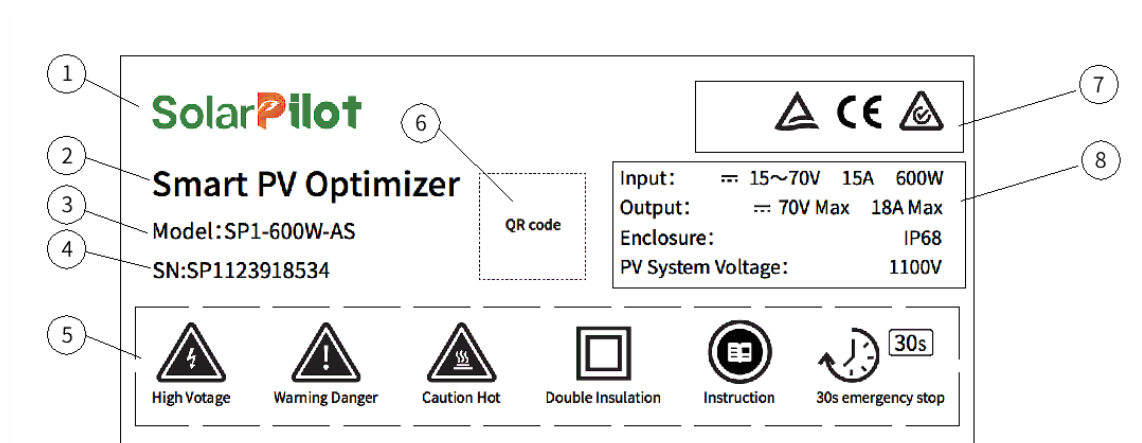 1
SolarPilot
6
7
CE
2
Smart PV Optimizer
8
3
Model:SP1-600W-AS
4
SN:SP1123918534
QR code
Input: 15～70V 15A 600W
Output: 70V Max 18A Max
Enclosure: IP68
PV System Voltage: 1100V
5
30s
High Votage
Warning Danger
Caution Hot
Double Insulation
Instruction
30s emergency stop